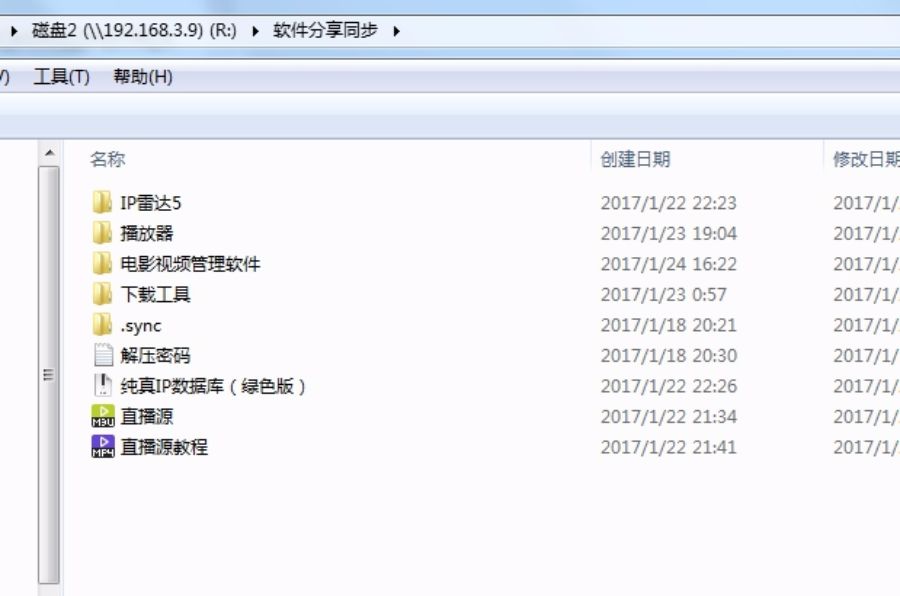 磁盘2 (\\192.168.3.9) (R:) 软件分享同步
) 工具(T) 帮助(H)
名称 创建日期 修改日期
IP雷达5 2017/1/22 22:23 2017/1/
播放器 2017/1/23 19:04 2017/1/
电影视频管理软件 2017/1/24 16:22 2017/1/
下载工具 2017/1/23 0:57 2017/1/
.sync 2017/1/18 20:21 2017/1/
解压密码 2017/1/18 20:30 2017/1/
纯真IP数据库（绿色版） 2017/1/22 22:26 2017/1/
M3U 直播源 2017/1/22 21:34 2017/1/
MP4 直播源教程 2017/1/22 21:41 2017/1/